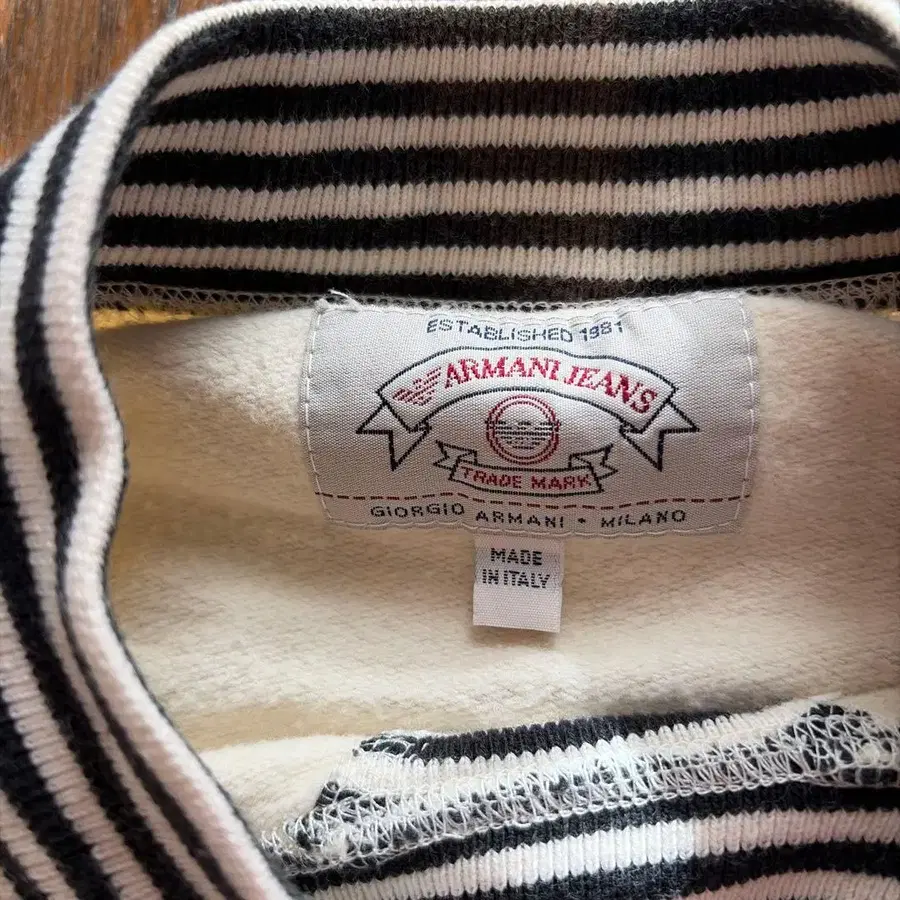 ESTABLISHED 1981
ARMANI JEANS
TRADE MARK
GIORGIO ARMANI • MILANO
MADE
IN ITALY